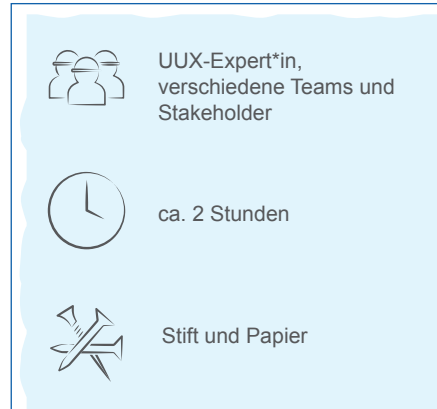 UUX-Expert*in,
verschiedene Teams und
Stakeholder
ca. 2 Stunden
Stift und Papier